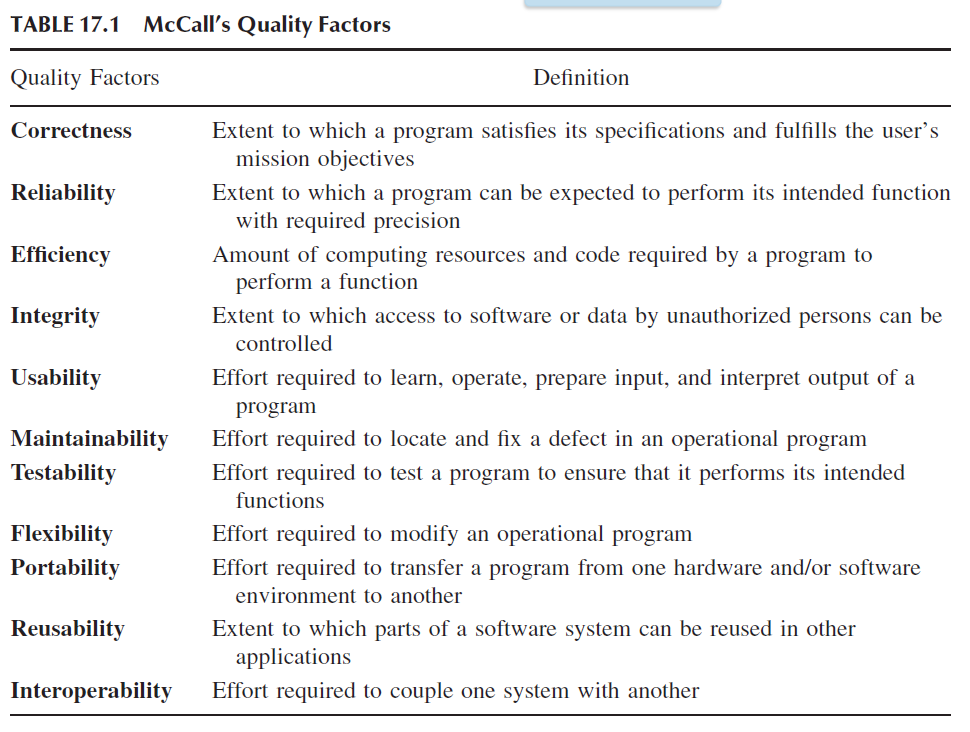 TABLE 17.1 McCall's Quality Factors
Quality Factors Definition
Correctness Extent to which a program satisfies its specifications and fulfills the user's
mission objectives
Reliability Extent to which a program can be expected to perform its intended function
with required precision
Efficiency Amount of computing resources and code required by a program to
perform a function
Integrity Extent to which access to software or data by unauthorized persons can be
controlled
Usability Effort required to learn, operate, prepare input, and interpret output of a
program
Maintainability Effort required to locate and fix a defect in an operational program
Testability Effort required to test a program to ensure that it performs its intended
functions
Flexibility Effort required to modify an operational program
Portability Effort required to transfer a program from one hardware and/or software
environment to another
Reusability Extent to which parts of a software system can be reused in other
applications
Interoperability Effort required to couple one system with another